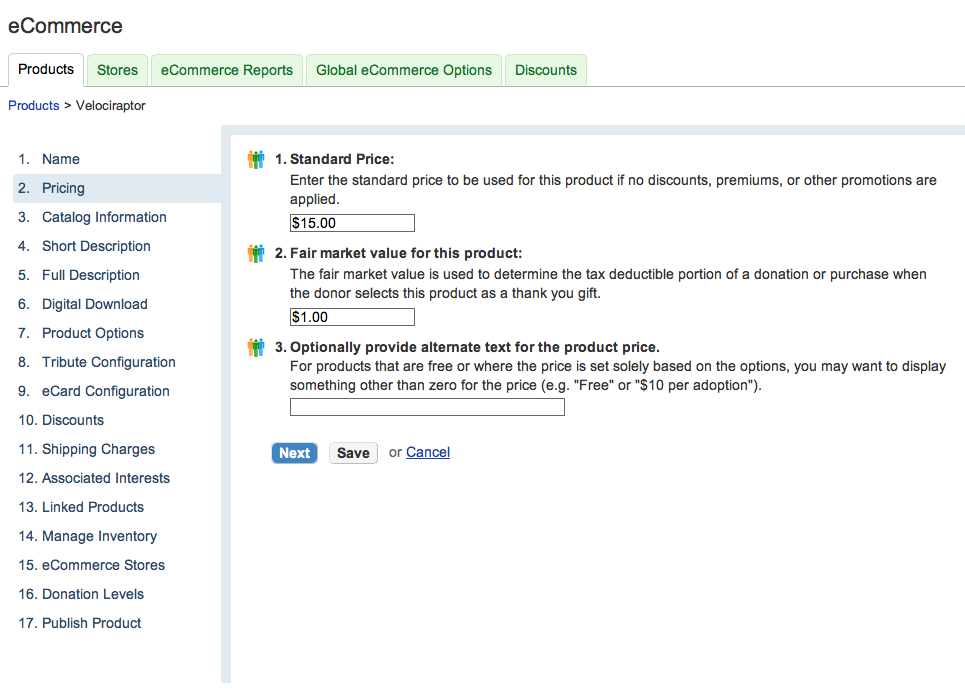 eCommerce
Products Stores eCommerce Reports Global eCommerce Options Discounts
Products > Velociraptor
1. Name
2. Pricing
3. Catalog Information
4. Short Description
5. Full Description
6. Digital Download
7. Product Options
8. Tribute Configuration
9. eCard Configuration
10. Discounts
11. Shipping Charges
12. Associated Interests
13. Linked Products
14. Manage Inventory
15. eCommerce Stores
16. Donation Levels
17. Publish Product
1. Standard Price:
Enter the standard price to be used for this product if no discounts, premiums, or other promotions are
applied.
$15.00
2. Fair market value for this product:
The fair market value is used to determine the tax deductible portion of a donation or purchase when
the donor selects this product as a thank you gift.
$1.00
3. Optionally provide alternate text for the product price.
For products that are free or where the price is set solely based on the options, you may want to display
something other than zero for the price (e.g. "Free" or "$10 per adoption").
Next Save or Cancel